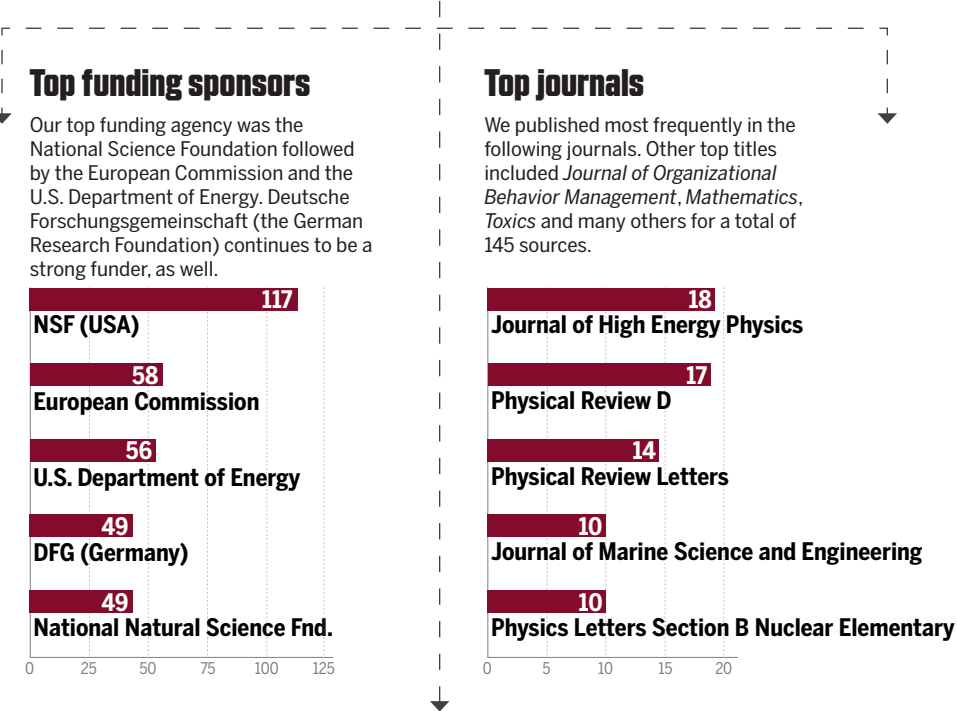 Top funding sponsors
Our top funding agency was the
National Science Foundation followed
by the European Commission and the
U.S. Department of Energy. Deutsche
Forschungsgemeinschaft (the German
Research Foundation) continues to be a
strong funder, as well.
117
NSF (USA)
58
European Commission
56
U.S. Department of Energy
49
DFG (Germany)
49
National Natural Science Fnd.
0 25 50 75 100 125
Top journals
We published most frequently in the
following journals. Other top titles
included Journal of Organizational
Behavior Management, Mathematics,
Toxics and many others for a total of
145 sources.
18
Journal of High Energy Physics
17
Physical Review D
14
Physical Review Letters
10
Journal of Marine Science and Engineering
10
Physics Letters Section B Nuclear Elementary
0 5 10 15 20